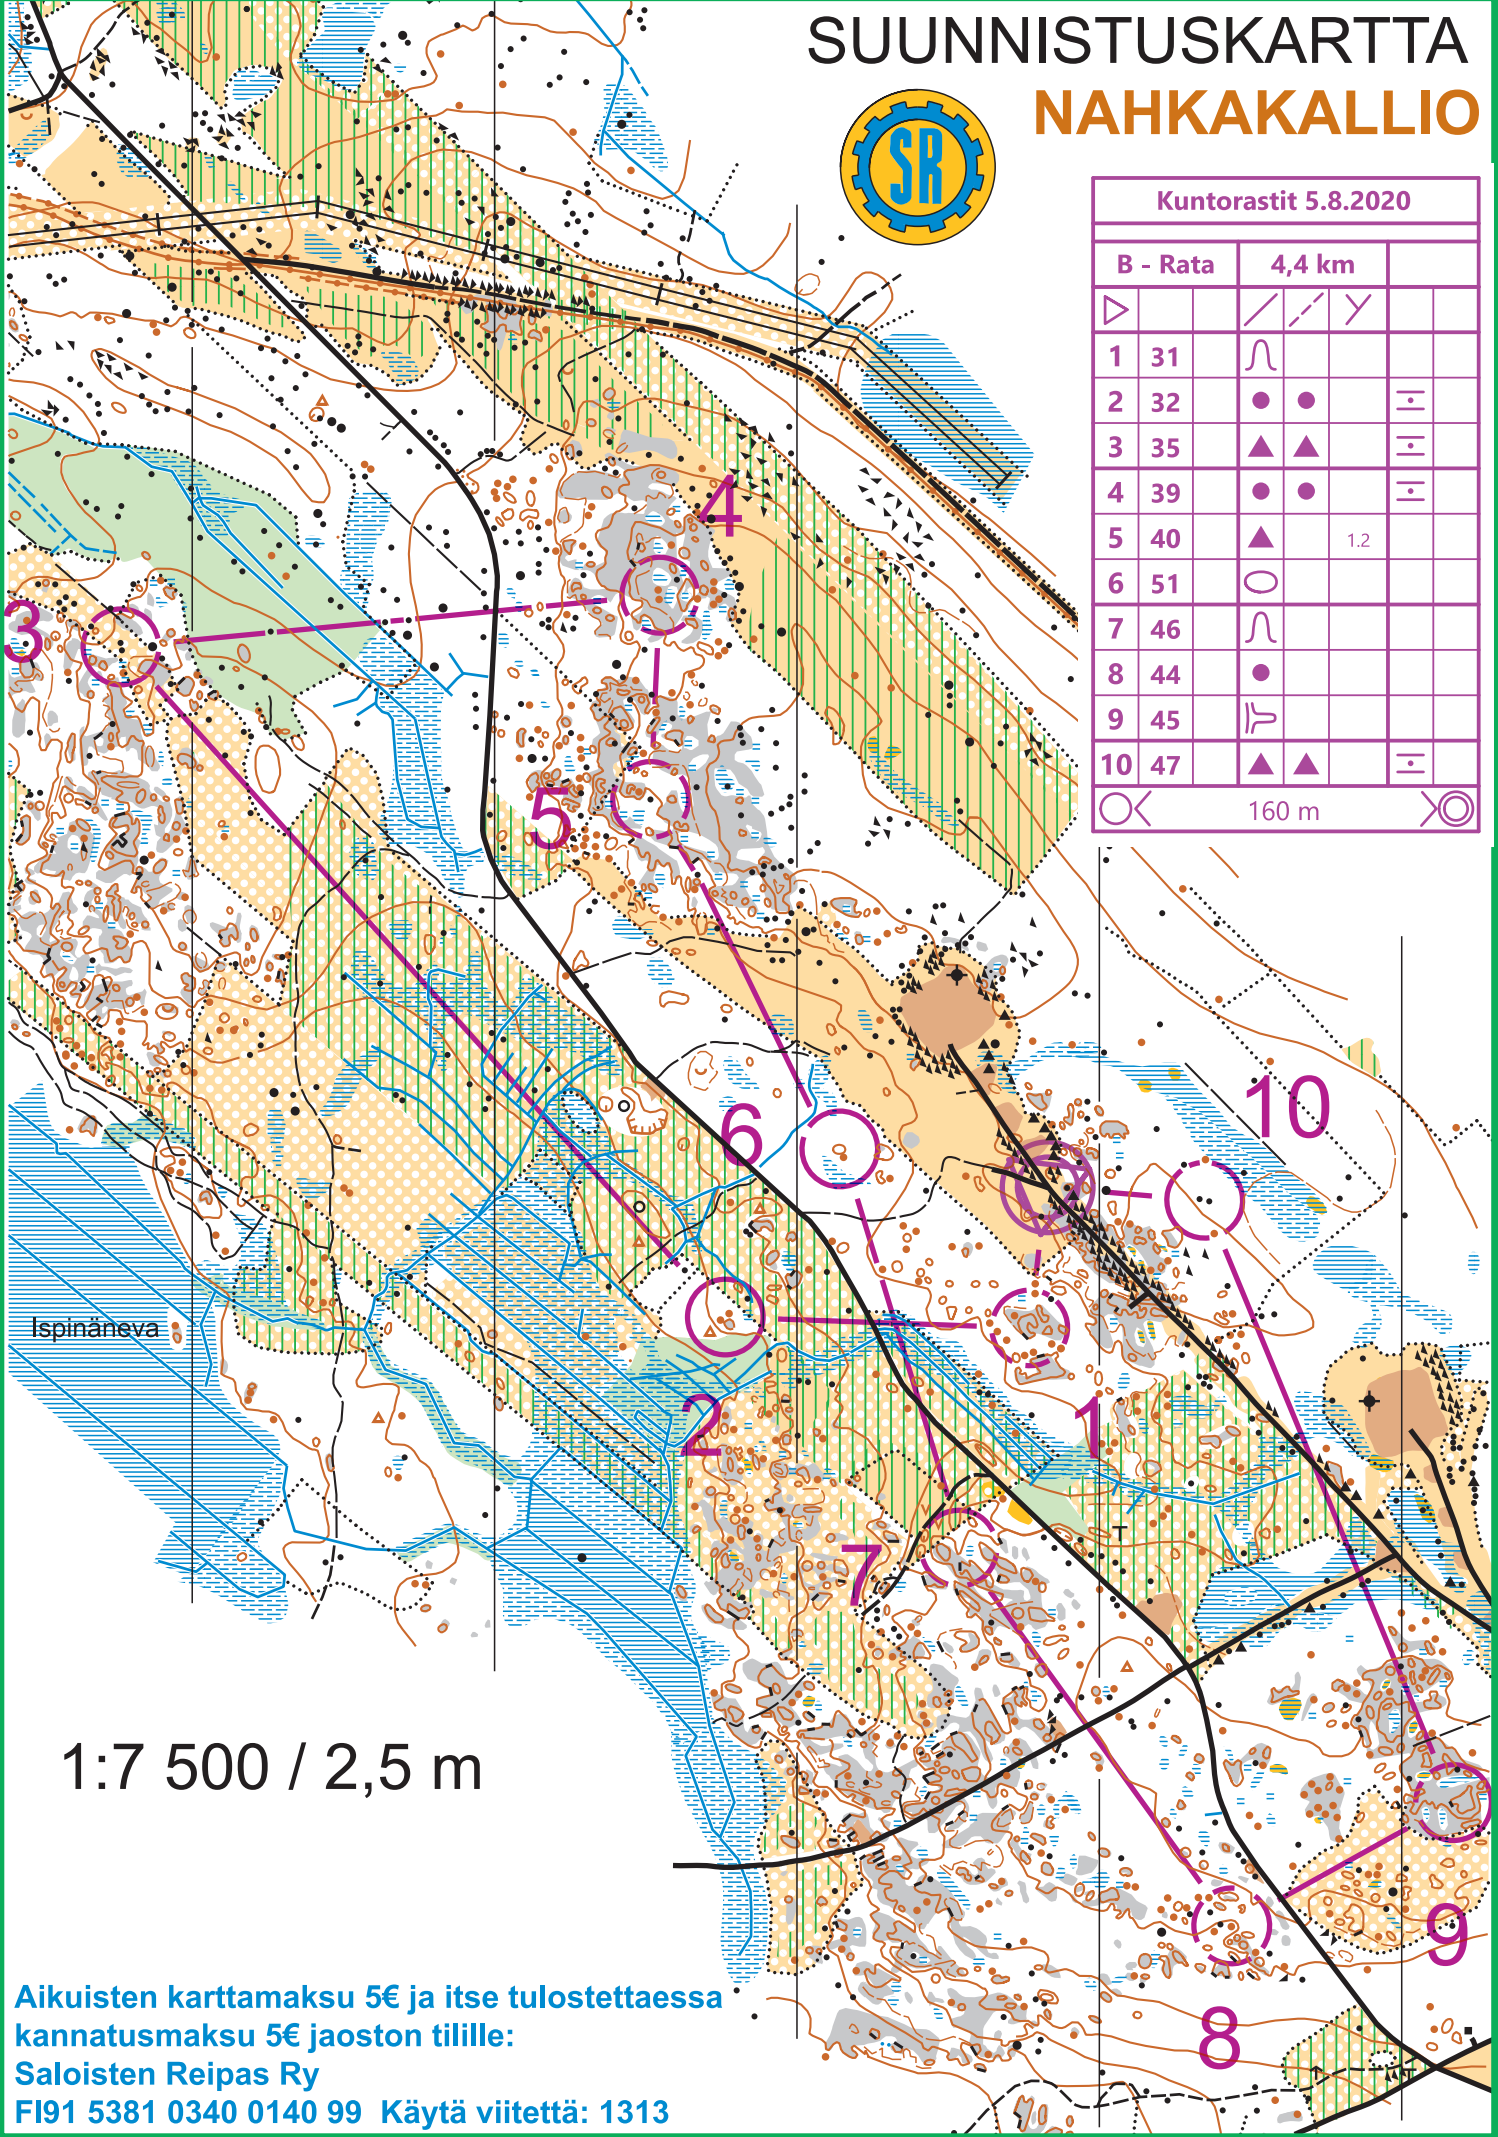 SUUNNISTUSKARTTA
NAHKAKALLIO
SR
Kuntorastit 5.8.2020
B - Rata 4,4 km
1 31
2 32
3 35
4 39
5 40 1.2
6 51
7 46
8 44
9 45
10 47
160 m
4
3
5
10
6
Ispinäneva
1
2
7
9
8
1:7 500 / 2,5 m
Aikuisten karttamaksu 5€ ja itse tulostettaessa
kannatusmaksu 5€ jaoston tilille:
Saloisten Reipas Ry
FI91 5381 0340 0140 99 Käytä viitettä: 1313